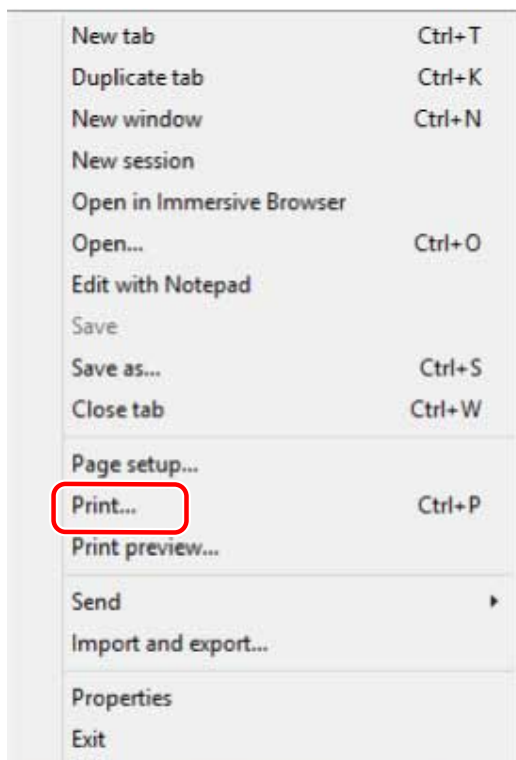 New tab Ctrl+T
Duplicate tab Ctrl+K
New window Ctrl+N
New session
Open in Immersive Browser
Open... Ctrl+O
Edit with Notepad
Save
Save as... Ctrl+S
Close tab Ctrl+W
Page setup...
Print... Ctrl+P
Print preview...
Send
Import and export...
Properties
Exit